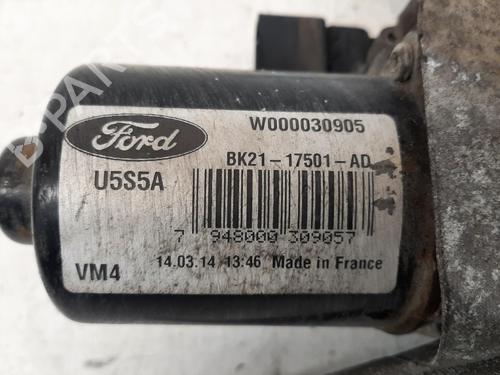 Ford
W000030905
BK21-17501-AD
U5S5A
7 948000 309057
VM4
14.03.14 13:46 Made in France